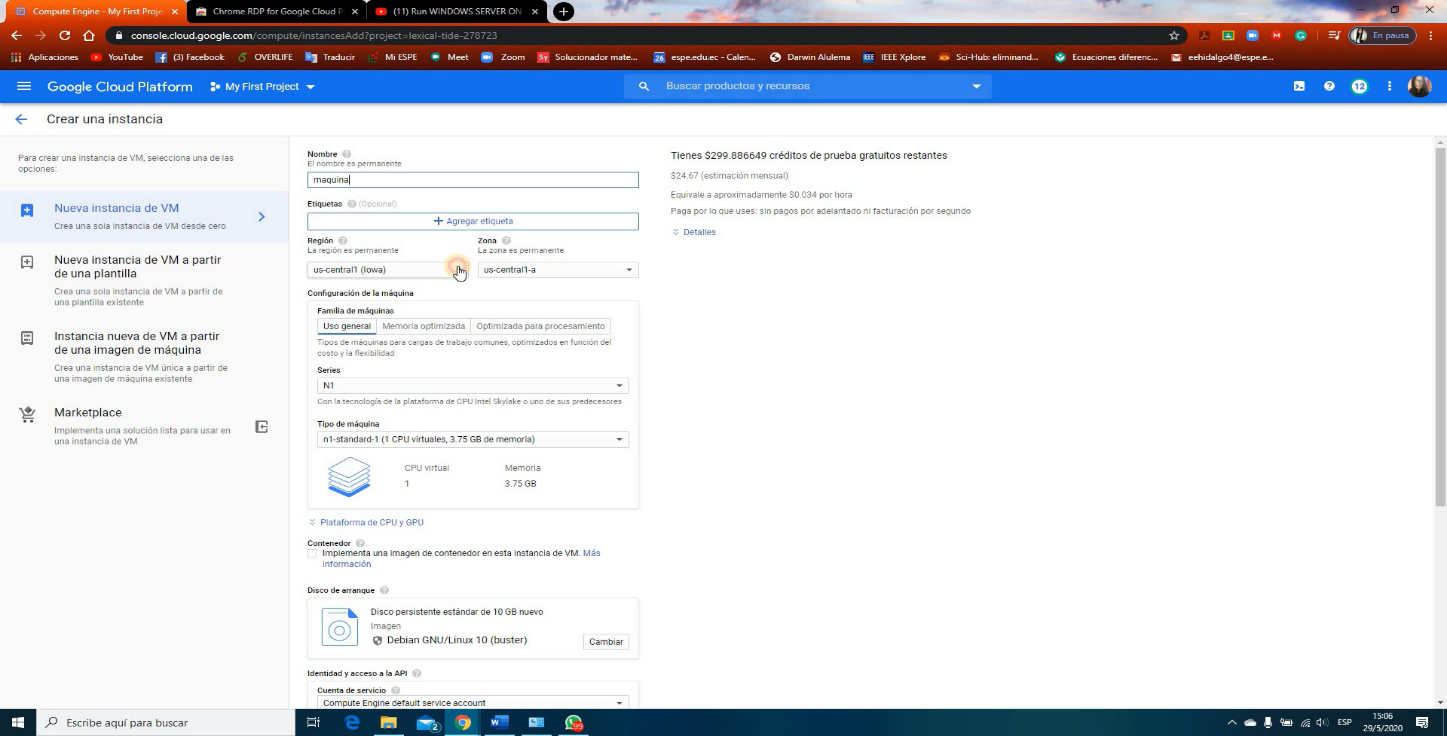 Compute Engine - My First Proje
Chrome RDP for Google Cloud P
(11) Run WINDOWS SERVER ON
console.cloud.google.com/compute/instancesAdd?project=lexical-tide-278723
En pausa
Aplicaciones
YouTube
(3) Facebook
OVERLIFE
Traducir
Mi ESPE
Meet
Zoom
Solucionador mate...
espe.edu.ec - Calen...
Darwin Alulema
IEEE Xplore
Sci-Hub: eliminand...
Ecuaciones diferenc...
eehidalgo4@espe.e...
Google Cloud Platform
My First Project
Buscar productos y recursos
12
Crear una instancia
Para crear una instancia de VM, selecciona una de las
opciones:
Nueva instancia de VM
Crea una sola instancia de VM desde cero
Nueva instancia de VM a partir
de una plantilla
Crea una sola instancia de VM a partir de
una plantilla existente
Instancia nueva de VM a partir
de una imagen de máquina
Crea una instancia de VM única a partir de
una imagen de máquina existente
Marketplace
Implementa una solución lista para usar en
una instancia de VM
Nombre
El nombre es permanente
maquina
Etiquetas (Opcional)
Agregar etiqueta
Región
La región es permanente
us-central1 (Iowa)
Zona
La zona es permanente
us-central1-a
Configuración de la máquina
Familia de máquinas
Uso general
Memoria optimizada
Optimizada para procesamiento
Tipos de máquinas para cargas de trabajo comunes, optimizados en función del
costo y la flexibilidad
Series
N1
Con la tecnología de la plataforma de CPU Intel Skylake o uno de sus predecesores
Tipo de máquina
n1-standard-1 (1 CPU virtuales, 3.75 GB de memoria)
CPU virtual
1
Memoria
3.75 GB
Plataforma de CPU y GPU
Contenedor
Implementa una imagen de contenedor en esta instancia de VM. Más
información
Disco de arranque
Disco persistente estándar de 10 GB nuevo
Imagen
Debian GNU/Linux 10 (buster)
Cambiar
Identidad y acceso a la API
Cuenta de servicio
Compute Engine default service account
Tienes $299.886649 créditos de prueba gratuitos restantes
$24.67 (estimación mensual)
Equivale a aproximadamente $0.034 por hora
Paga por lo que uses: sin pagos por adelantado ni facturación por segundo
Detalles
Escribe aquí para buscar
2
99
ESP
15:06
29/5/2020